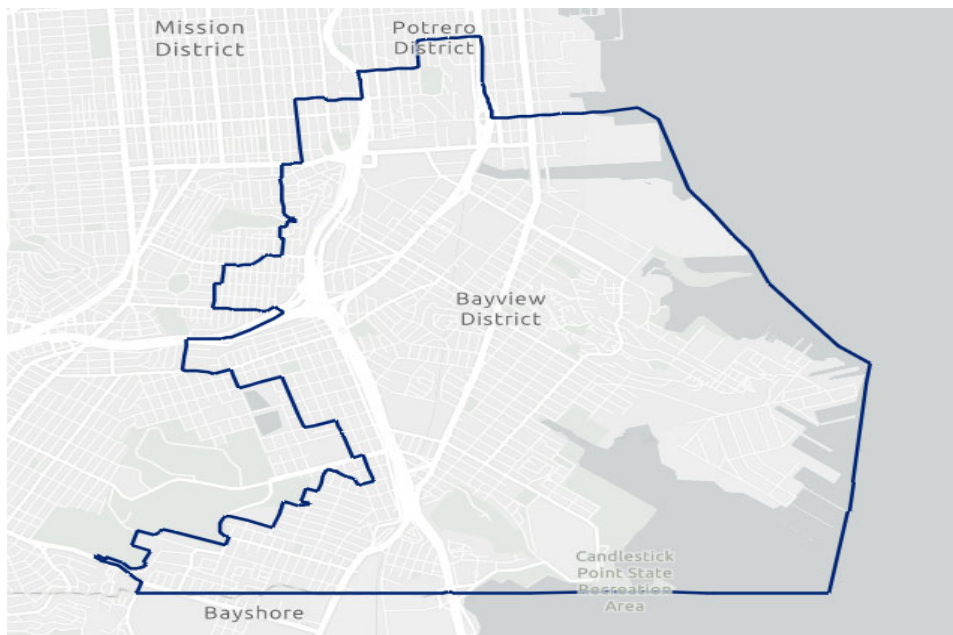 Mission
District
Potrero
District
Bayview
District
Candlestick
Point State
Recreation
Area
Bayshore